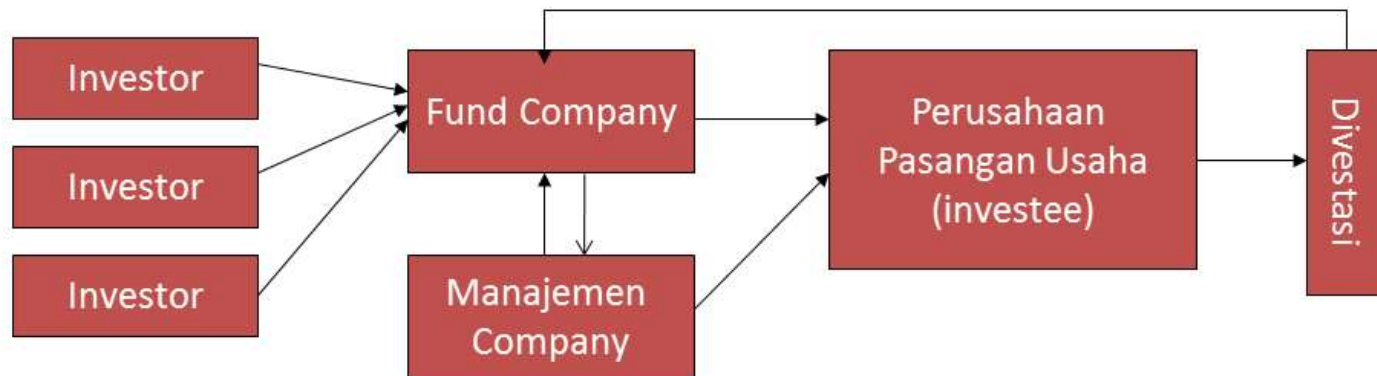 Investor
Investor
Investor
Fund Company
Manajemen
Company
Perusahaan
Pasangan Usaha
(investee)
Divestasi